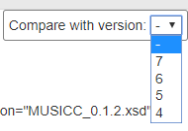 Compare with version: -
-
7
6
5
on="MUSICC_0.1.2.xsd" 4